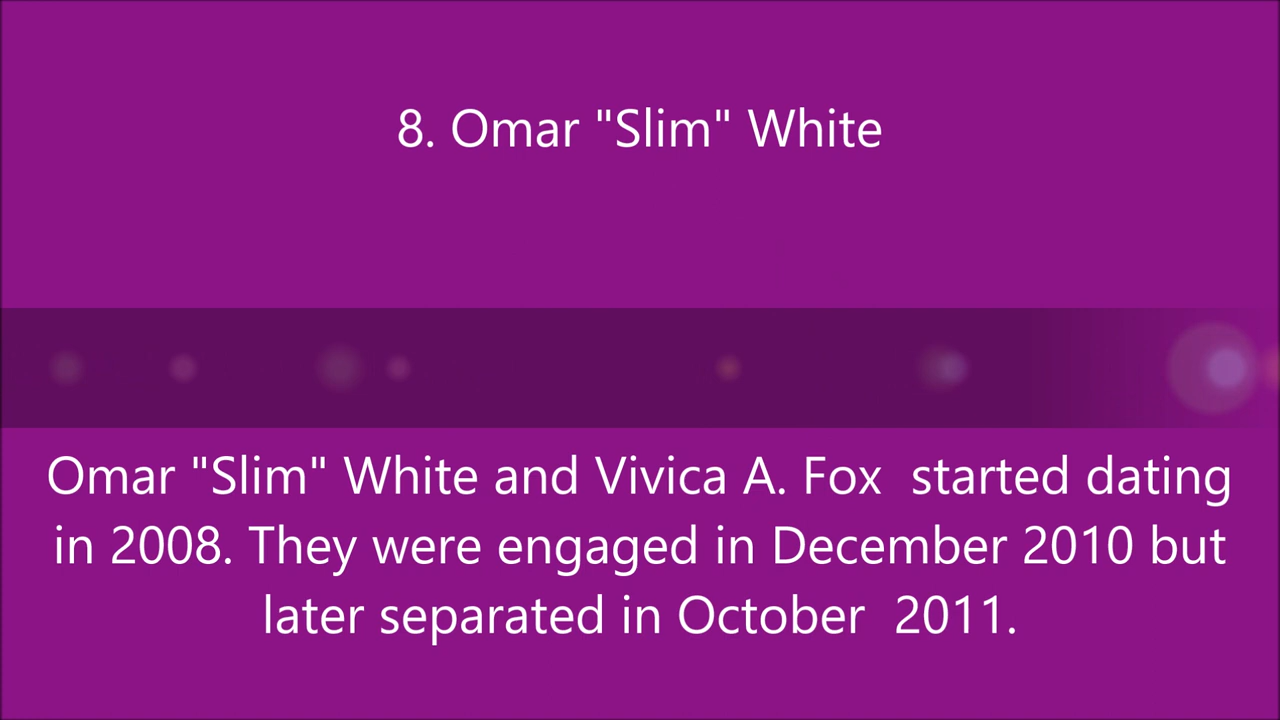 8. Omar "Slim" White
Omar "Slim" White and Vivica A. Fox  started dating
in 2008. They were engaged in December 2010 but
later separated in October  2011.